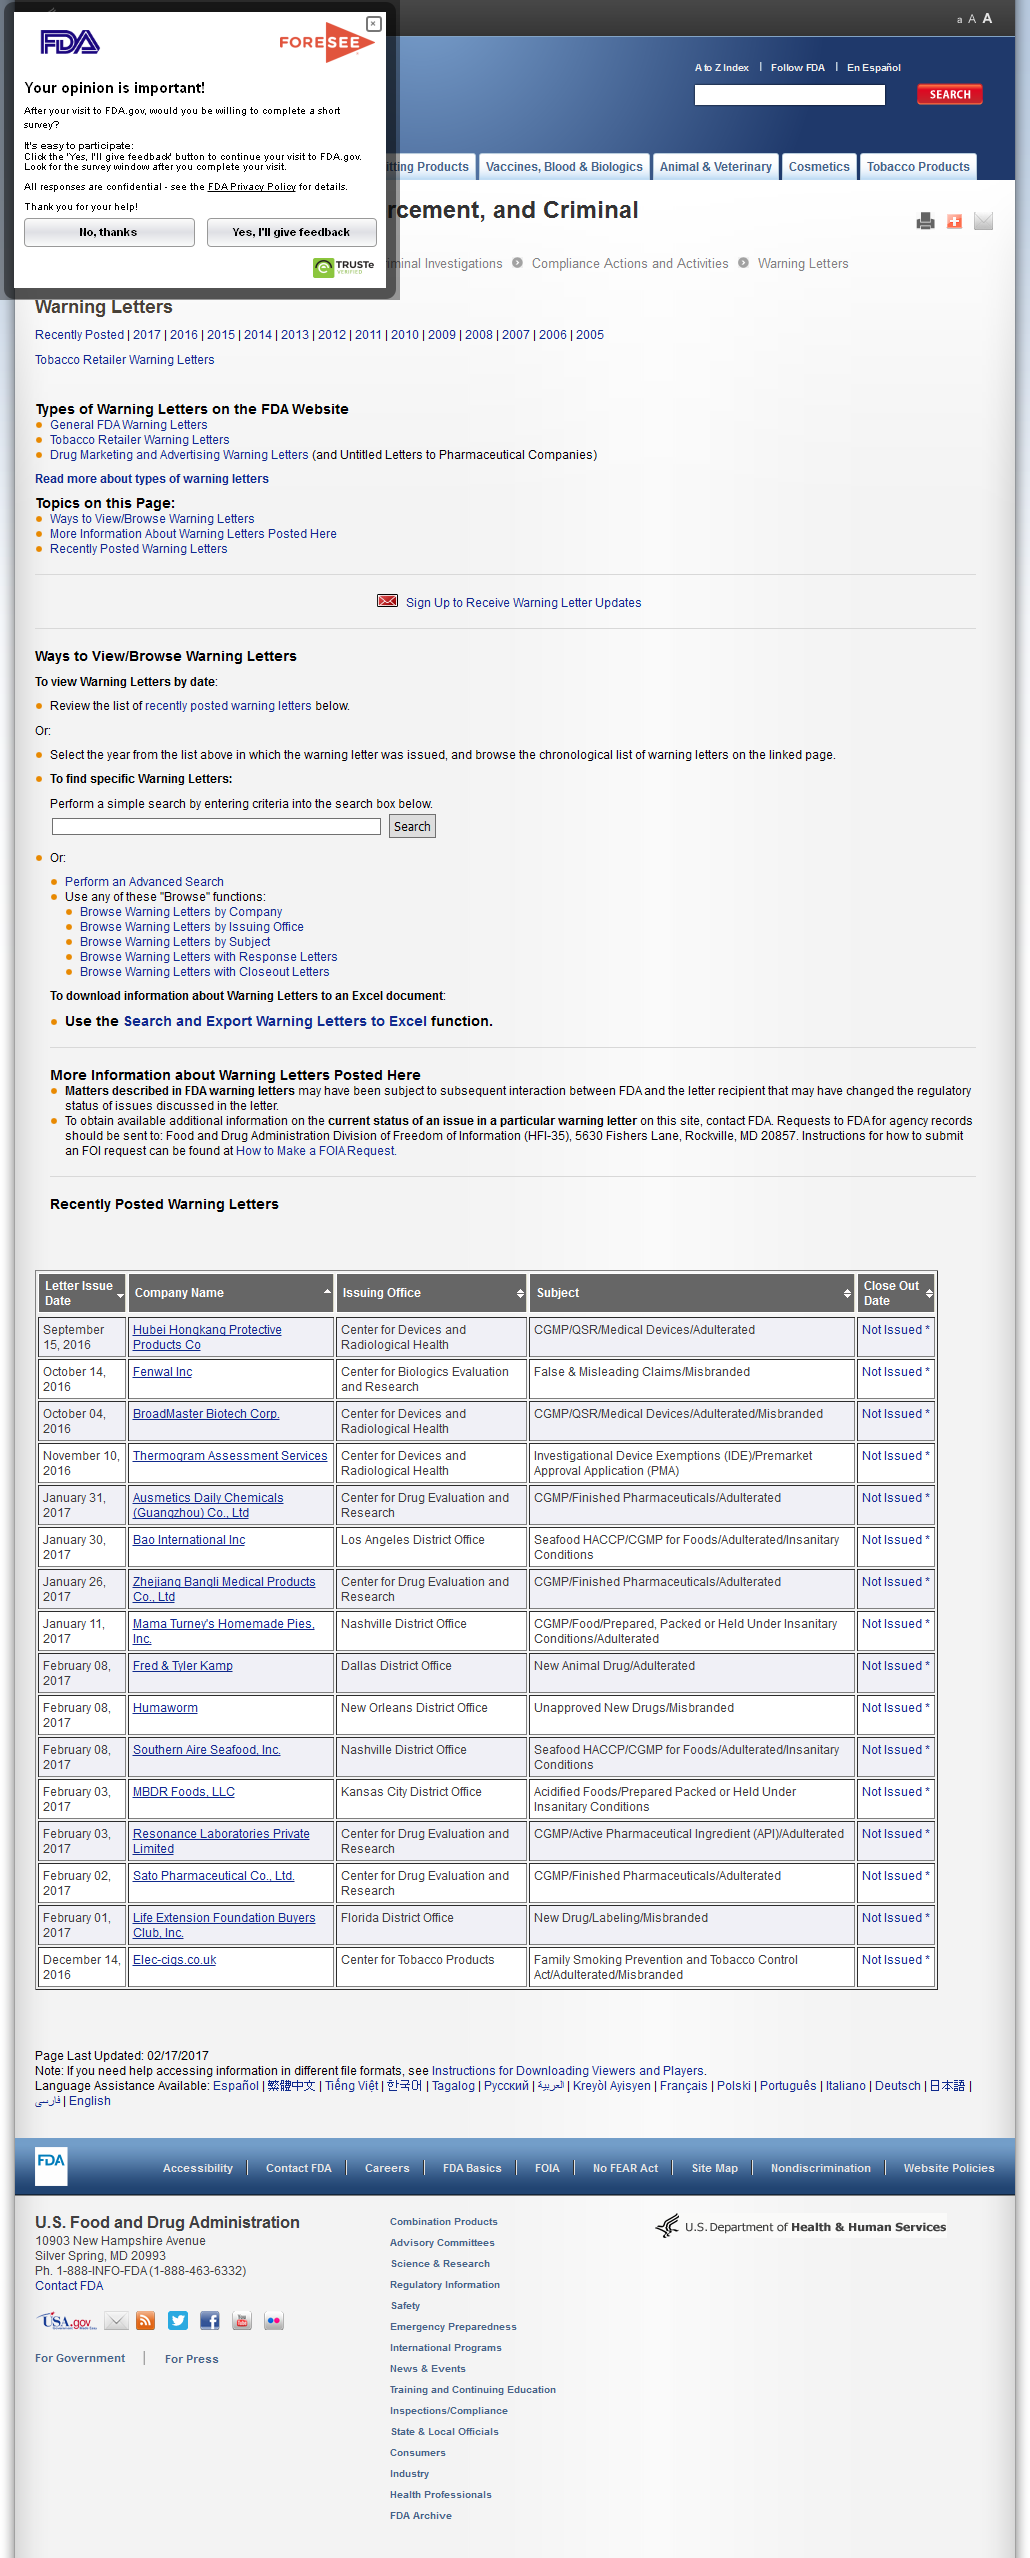 FDA
FORESEE
Your opinion is important!
After your visit to FDA.gov, would you be willing to complete a short
survey?
It's easy to participate:
Click the 'Yes, I'll give feedback' button to continue your visit to FDA.gov.
Look for the survey window after you complete your visit.
All responses are confidential - see the FDA Privacy Policy for details.
Thank you for your help!
No, thanks
Yes, I'll give feedback
TRUSTe
VERIFIED
a A A
A to Z Index | Follow FDA | En Español
SEARCH
itting Products
Vaccines, Blood & Biologics
Animal & Veterinary
Cosmetics
Tobacco Products
rcement, and Criminal
minal Investigations
Compliance Actions and Activities
Warning Letters
Warning Letters
Recently Posted | 2017 | 2016 | 2015 | 2014 | 2013 | 2012 | 2011 | 2010 | 2009 | 2008 | 2007 | 2006 | 2005
Tobacco Retailer Warning Letters
Types of Warning Letters on the FDA Website
General FDA Warning Letters
Tobacco Retailer Warning Letters
Drug Marketing and Advertising Warning Letters (and Untitled Letters to Pharmaceutical Companies)
Read more about types of warning letters
Topics on this Page:
Ways to View/Browse Warning Letters
More Information About Warning Letters Posted Here
Recently Posted Warning Letters
Sign Up to Receive Warning Letter Updates
Ways to View/Browse Warning Letters
To view Warning Letters by date:
Review the list of recently posted warning letters below.
Or:
Select the year from the list above in which the warning letter was issued, and browse the chronological list of warning letters on the linked page.
To find specific Warning Letters:
Perform a simple search by entering criteria into the search box below.
Search
Or:
Perform an Advanced Search
Use any of these "Browse" functions:
Browse Warning Letters by Company
Browse Warning Letters by Issuing Office
Browse Warning Letters by Subject
Browse Warning Letters with Response Letters
Browse Warning Letters with Closeout Letters
To download information about Warning Letters to an Excel document:
Use the Search and Export Warning Letters to Excel function.
More Information about Warning Letters Posted Here
Matters described in FDA warning letters may have been subject to subsequent interaction between FDA and the letter recipient that may have changed the regulatory
status of issues discussed in the letter.
To obtain available additional information on the current status of an issue in a particular warning letter on this site, contact FDA. Requests to FDA for agency records
should be sent to: Food and Drug Administration Division of Freedom of Information (HFI-35), 5630 Fishers Lane, Rockville, MD 20857. Instructions for how to submit
an FOI request can be found at How to Make a FOIA Request.
Recently Posted Warning Letters
Letter Issue Date | Company Name | Issuing Office | Subject | Close Out Date
September 15, 2016 | Hubei Hongkang Protective Products Co | Center for Devices and Radiological Health | CGMP/QSR/Medical Devices/Adulterated | Not Issued *
October 14, 2016 | Fenwal Inc | Center for Biologics Evaluation and Research | False & Misleading Claims/Misbranded | Not Issued *
October 04, 2016 | BroadMaster Biotech Corp. | Center for Devices and Radiological Health | CGMP/QSR/Medical Devices/Adulterated/Misbranded | Not Issued *
November 10, 2016 | Thermogram Assessment Services | Center for Devices and Radiological Health | Investigational Device Exemptions (IDE)/Premarket Approval Application (PMA) | Not Issued *
January 31, 2017 | Ausmetics Daily Chemicals (Guangzhou) Co., Ltd | Center for Drug Evaluation and Research | CGMP/Finished Pharmaceuticals/Adulterated | Not Issued *
January 30, 2017 | Bao International Inc | Los Angeles District Office | Seafood HACCP/CGMP for Foods/Adulterated/Insanitary Conditions | Not Issued *
January 26, 2017 | Zhejiang Bangli Medical Products Co., Ltd | Center for Drug Evaluation and Research | CGMP/Finished Pharmaceuticals/Adulterated | Not Issued *
January 11, 2017 | Mama Turney's Homemade Pies, Inc. | Nashville District Office | CGMP/Food/Prepared, Packed or Held Under Insanitary Conditions/Adulterated | Not Issued *
February 08, 2017 | Fred & Tyler Kamp | Dallas District Office | New Animal Drug/Adulterated | Not Issued *
February 08, 2017 | Humaworm | New Orleans District Office | Unapproved New Drugs/Misbranded | Not Issued *
February 08, 2017 | Southern Aire Seafood, Inc. | Nashville District Office | Seafood HACCP/CGMP for Foods/Adulterated/Insanitary Conditions | Not Issued *
February 03, 2017 | MBDR Foods, LLC | Kansas City District Office | Acidified Foods/Prepared Packed or Held Under Insanitary Conditions | Not Issued *
February 03, 2017 | Resonance Laboratories Private Limited | Center for Drug Evaluation and Research | CGMP/Active Pharmaceutical Ingredient (API)/Adulterated | Not Issued *
February 02, 2017 | Sato Pharmaceutical Co., Ltd. | Center for Drug Evaluation and Research | CGMP/Finished Pharmaceuticals/Adulterated | Not Issued *
February 01, 2017 | Life Extension Foundation Buyers Club, Inc. | Florida District Office | New Drug/Labeling/Misbranded | Not Issued *
December 14, 2016 | Elec-cigs.co.uk | Center for Tobacco Products | Family Smoking Prevention and Tobacco Control Act/Adulterated/Misbranded | Not Issued *
Page Last Updated: 02/17/2017
Note: If you need help accessing information in different file formats, see Instructions for Downloading Viewers and Players.
Language Assistance Available: Español | 繁體中文 | Tiếng Việt | 한국어 | Tagalog | Русский | العربية | Kreyòl Ayisyen | Français | Polski | Português | Italiano | Deutsch | 日本語 |
فارسی | English
FDA
Accessibility
Contact FDA
Careers
FDA Basics
FOIA
No FEAR Act
Site Map
Nondiscrimination
Website Policies
U.S. Food and Drug Administration
10903 New Hampshire Avenue
Silver Spring, MD 20993
Ph. 1-888-INFO-FDA (1-888-463-6332)
Contact FDA
USA.gov
You Tube
For Government | For Press
Combination Products
Advisory Committees
Science & Research
Regulatory Information
Safety
Emergency Preparedness
International Programs
News & Events
Training and Continuing Education
Inspections/Compliance
State & Local Officials
Consumers
Industry
Health Professionals
FDA Archive
U.S. Department of Health & Human Services